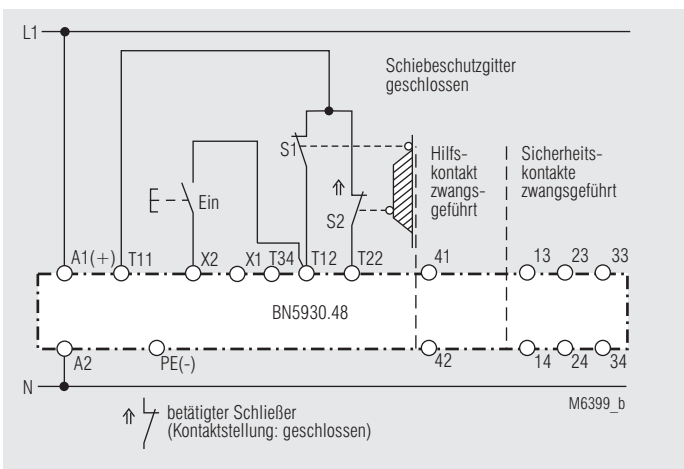 L1
Schiebeschutzgitter
geschlossen
S1
Hilfs-
kontakt
zwangs-
geführt
Sicherheits-
kontakte
zwangsgeführt
Ein
S2
A1(+) T11 X2 X1 T34 T12 T22 41 13 23 33
BN5930.48
A2 PE(-) 42 14 24 34
N
M6399_b
betätigter Schließer
(Kontaktstellung: geschlossen)